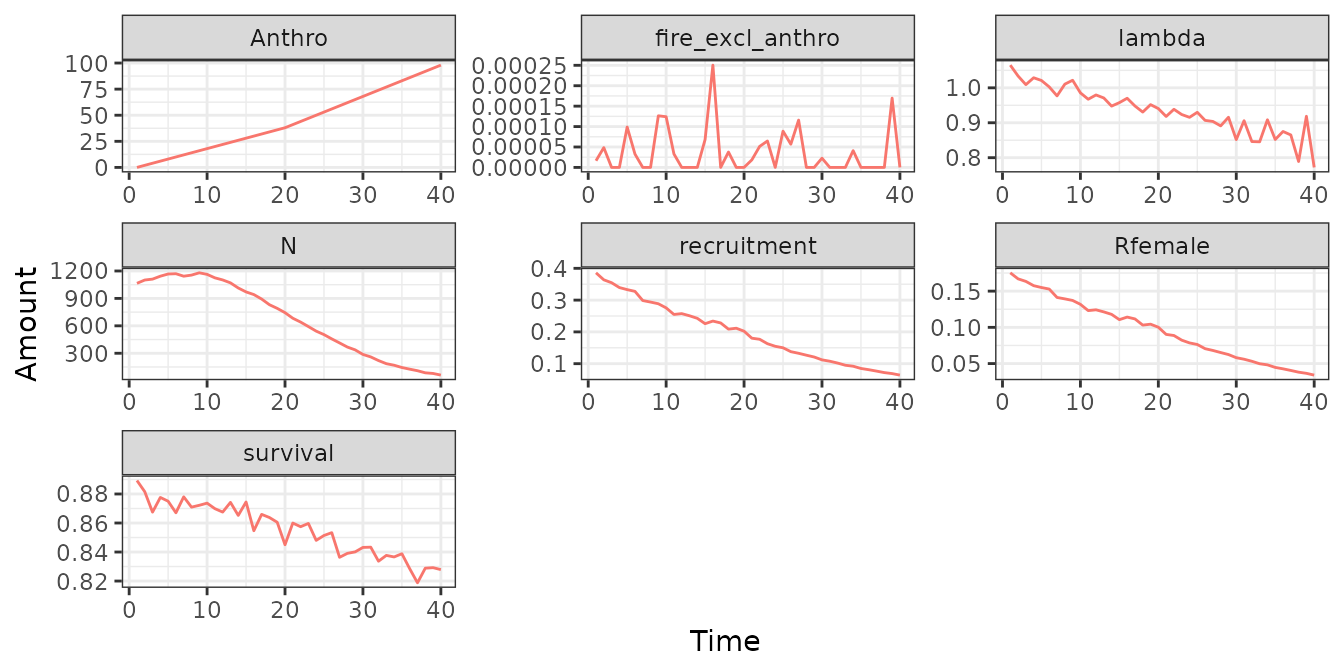 Anthro
fire_excl_anthro
lambda
100
75
50
25
0
0 10 20 30 40
0.00025
0.00020
0.00015
0.00010
0.00005
0.00000
0 10 20 30 40
1.0
0.9
0.8
0 10 20 30 40
N
recruitment
Rfemale
1200
900
600
300
0 10 20 30 40
0.4
0.3
0.2
0.1
0 10 20 30 40
0.15
0.10
0.05
0 10 20 30 40
survival
0.88
0.86
0.84
0.82
0 10 20 30 40
Amount
Time